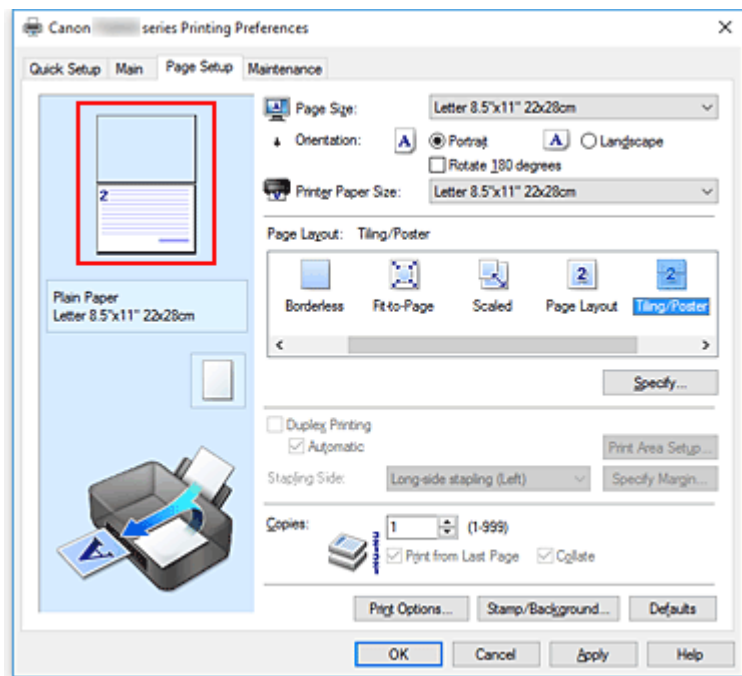 Canon series Printing Preferences
Quick Setup Main Page Setup Maintenance
2
Plain Paper
Letter 8.5"x11" 22x28cm
Page Size: Letter 8.5"x11" 22x28cm
Orientation: A Portrait A Landscape
Rotate 180 degrees
Printer Paper Size: Letter 8.5"x11" 22x28cm
Page Layout: Tiling/Poster
2 2
Borderless Fit-to-Page Scaled Page Layout Tiling/Poster
Specify...
Duplex Printing
Automatic Print Area Setup...
Stapling Side: Long-side stapling (Left) Specify Margin...
Copies: 1 (1-999)
Print from Last Page Collate
A
Print Options... Stamp/Background... Defaults
OK Cancel Apply Help